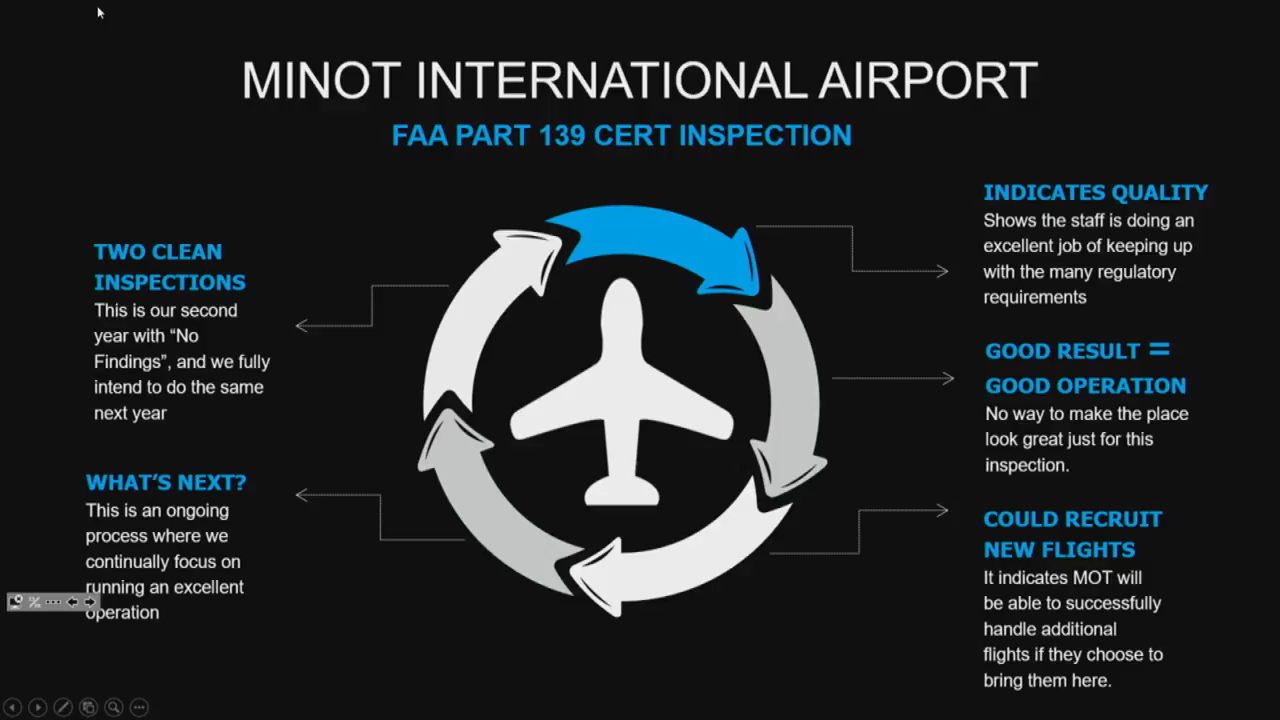 MINOT INTERNATIONAL AIRPORT
FAA PART 139 CERT INSPECTION
TWO CLEAN
INSPECTIONS
This is our second
year with “No
Findings”, and we fully
intend to do the same
next year
WHAT’S NEXT?
This is an ongoing
process where we
continually focus on
running an excellent
operation
INDICATES QUALITY
Shows the staff is doing an
excellent job of keeping up
with the many regulatory
requirements
GOOD RESULT =
GOOD OPERATION
No way to make the place
look great just for this
inspection.
COULD RECRUIT
NEW FLIGHTS
It indicates MOT will
be able to successfully
handle additional
flights if they choose to
bring them here.